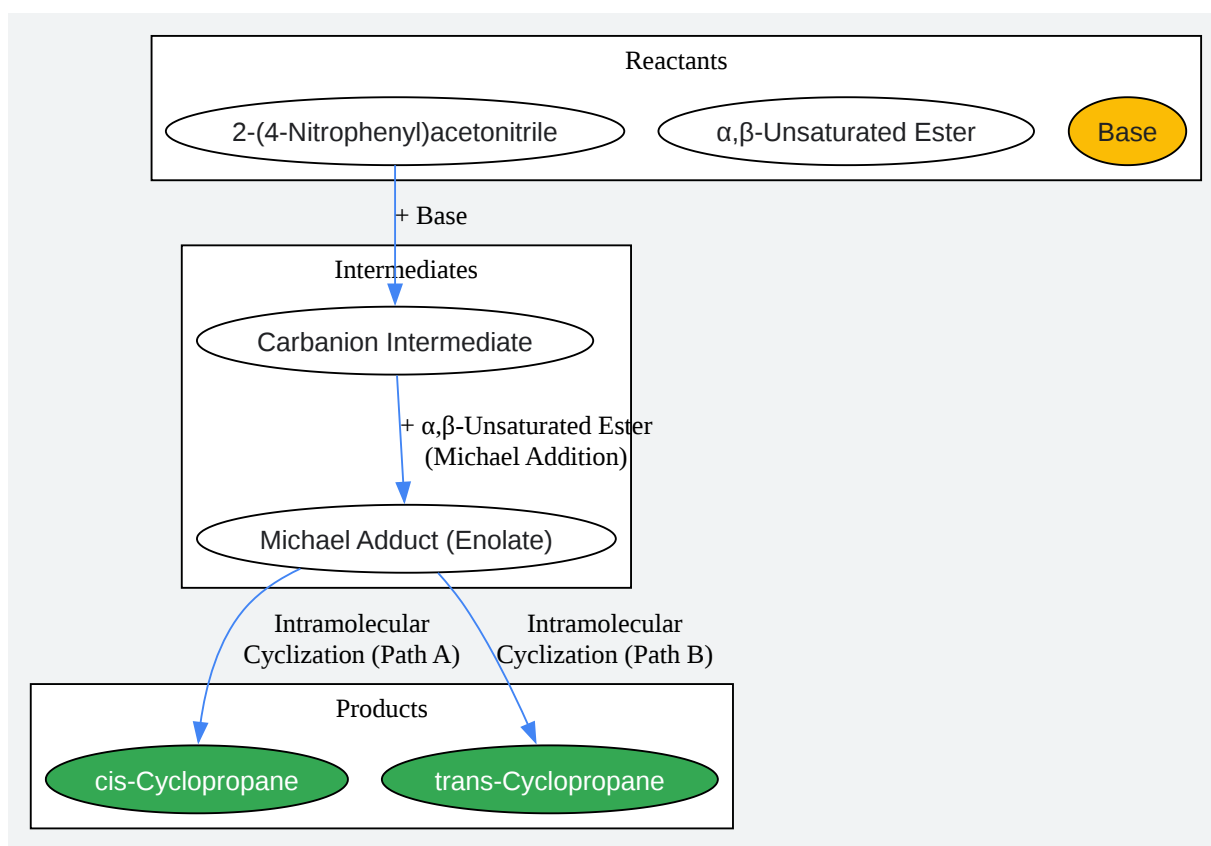 Reactants
2-(4-Nitrophenyl)acetonitrile
α,β-Unsaturated Ester
Base
+ Base
Intermediates
Carbanion Intermediate
+ α,β-Unsaturated Ester
(Michael Addition)
Michael Adduct (Enolate)
Intramolecular
Cyclization (Path A)
Intramolecular
Cyclization (Path B)
Products
cis-Cyclopropane
trans-Cyclopropane